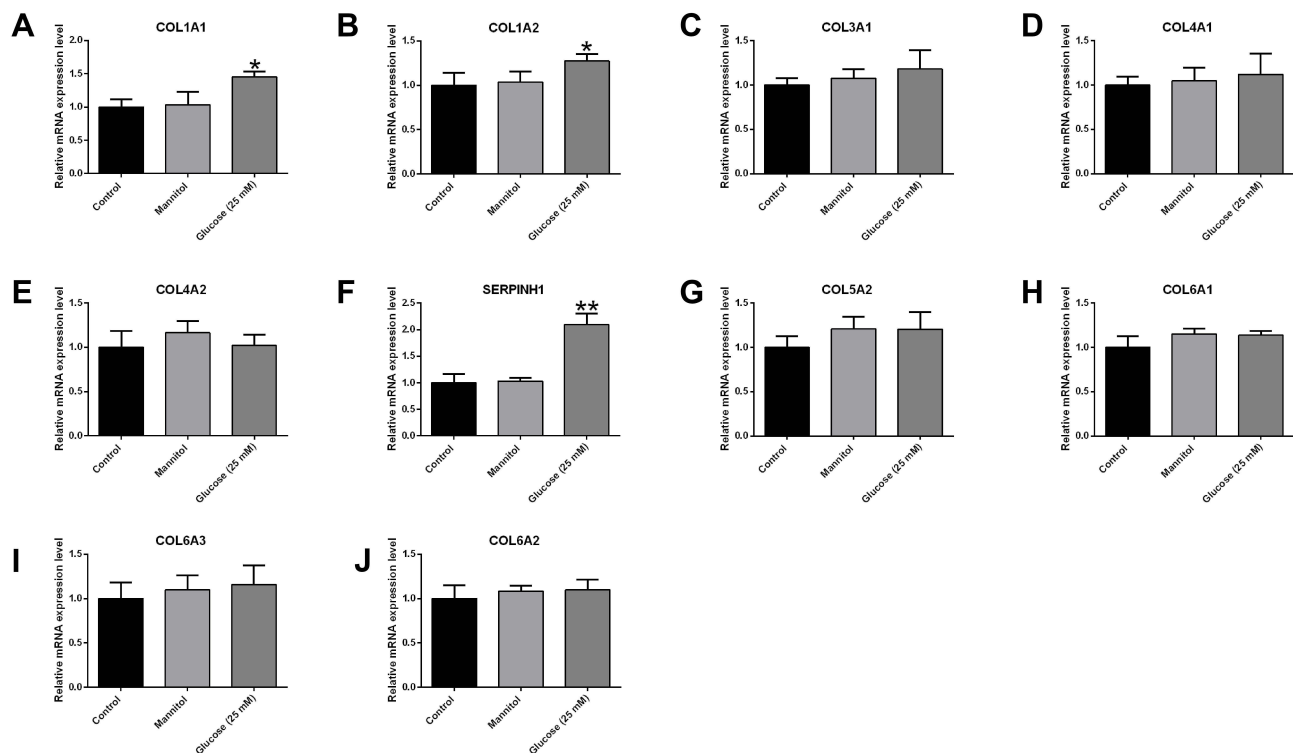 A
COL1A1
Relative mRNA expression level
2.0
1.5
1.0
0.5
0.0
*
Control
Mannitol
Glucose (25 mM)
B
COL1A2
Relative mRNA expression level
1.5
1.0
0.5
0.0
*
Control
Mannitol
Glucose (25 mM)
C
COL3A1
Relative mRNA expression level
1.5
1.0
0.5
0.0
Control
Mannitol
Glucose (25 mM)
D
COL4A1
Relative mRNA expression level
1.5
1.0
0.5
0.0
Control
Mannitol
Glucose (25 mM)
E
COL4A2
Relative mRNA expression level
1.5
1.0
0.5
0.0
Control
Mannitol
Glucose (25 mM)
F
SERPINH1
Relative mRNA expression level
2.5
2.0
1.5
1.0
0.5
0.0
**
Control
Mannitol
Glucose (25 mM)
G
COL5A2
Relative mRNA expression level
1.5
1.0
0.5
0.0
Control
Mannitol
Glucose (25 mM)
H
COL6A1
Relative mRNA expression level
1.5
1.0
0.5
0.0
Control
Mannitol
Glucose (25 mM)
I
COL6A3
Relative mRNA expression level
1.5
1.0
0.5
0.0
Control
Mannitol
Glucose (25 mM)
J
COL6A2
Relative mRNA expression level
1.5
1.0
0.5
0.0
Control
Mannitol
Glucose (25 mM)